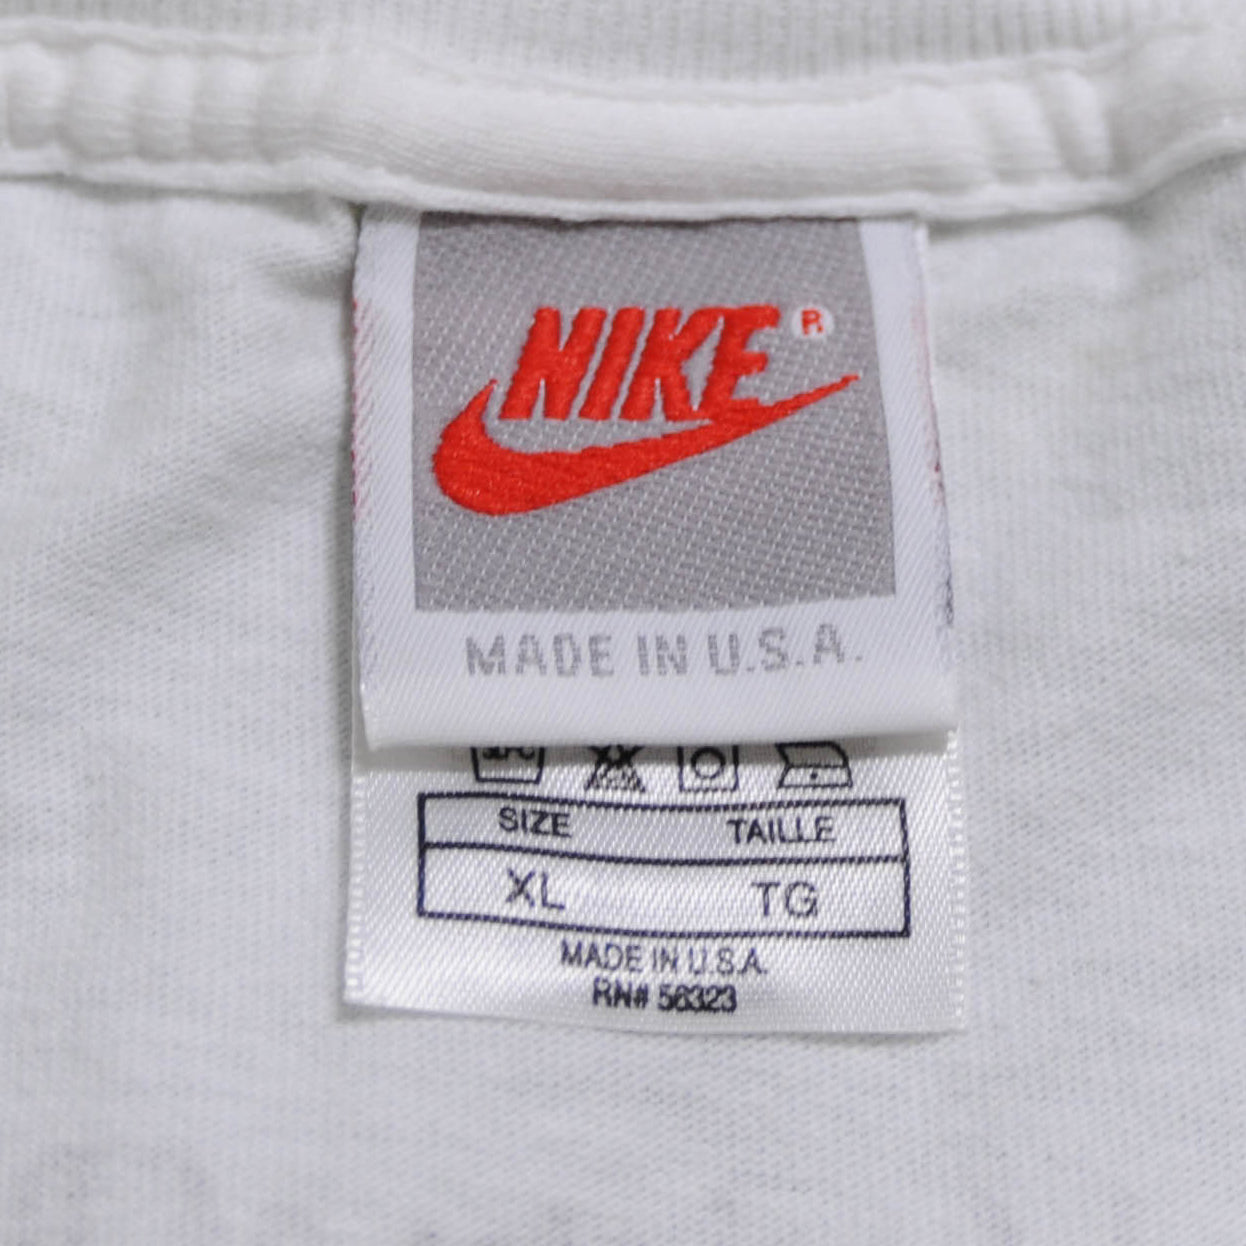 NIKE®
MADE IN U.S.A.
SIZE TAILLE
XL TG
MADE IN U.S.A.
RN# 56323